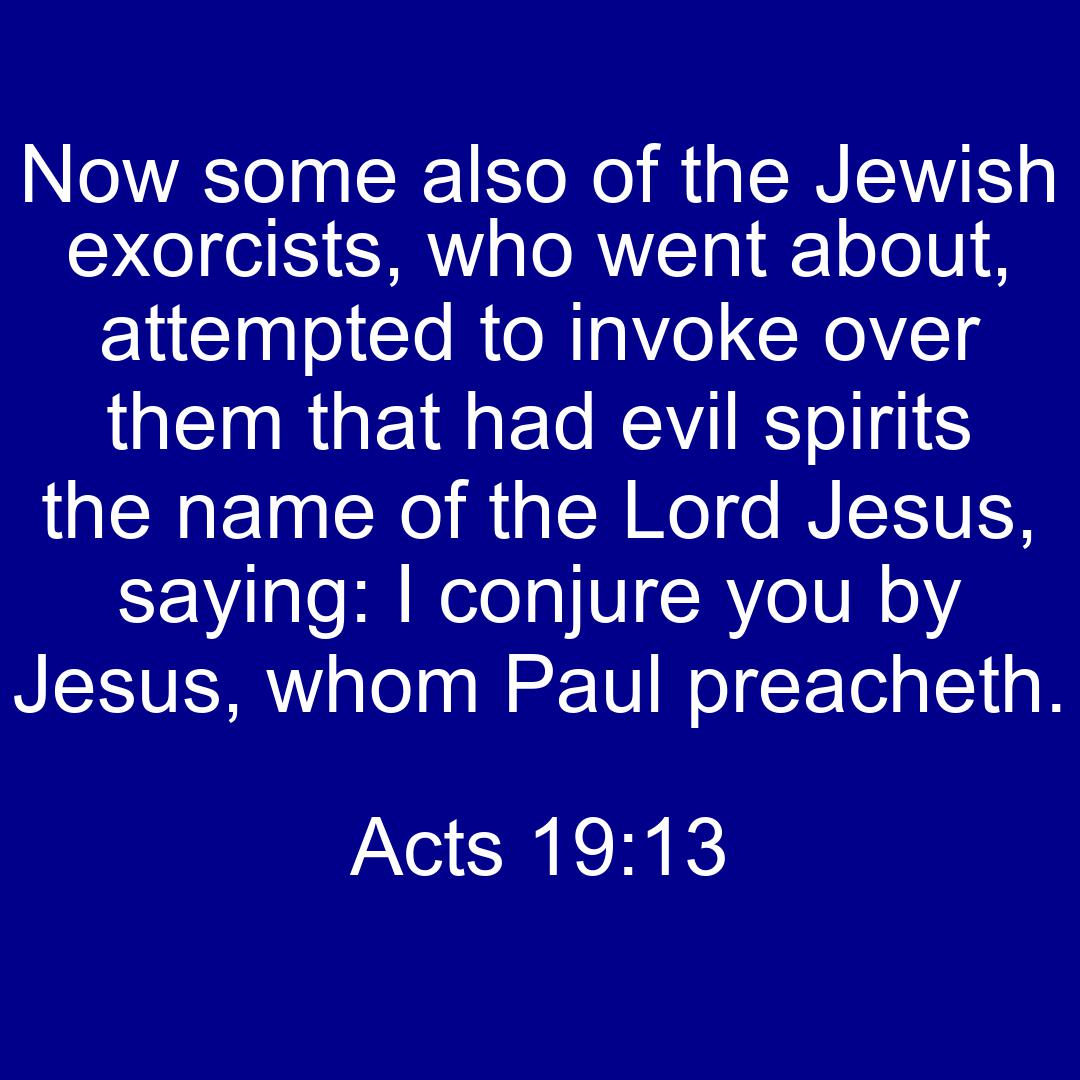 Now some also of the Jewish
exorcists, who went about,
attempted to invoke over
them that had evil spirits
the name of the Lord Jesus,
saying: I conjure you by
Jesus, whom Paul preacheth.
Acts 19:13